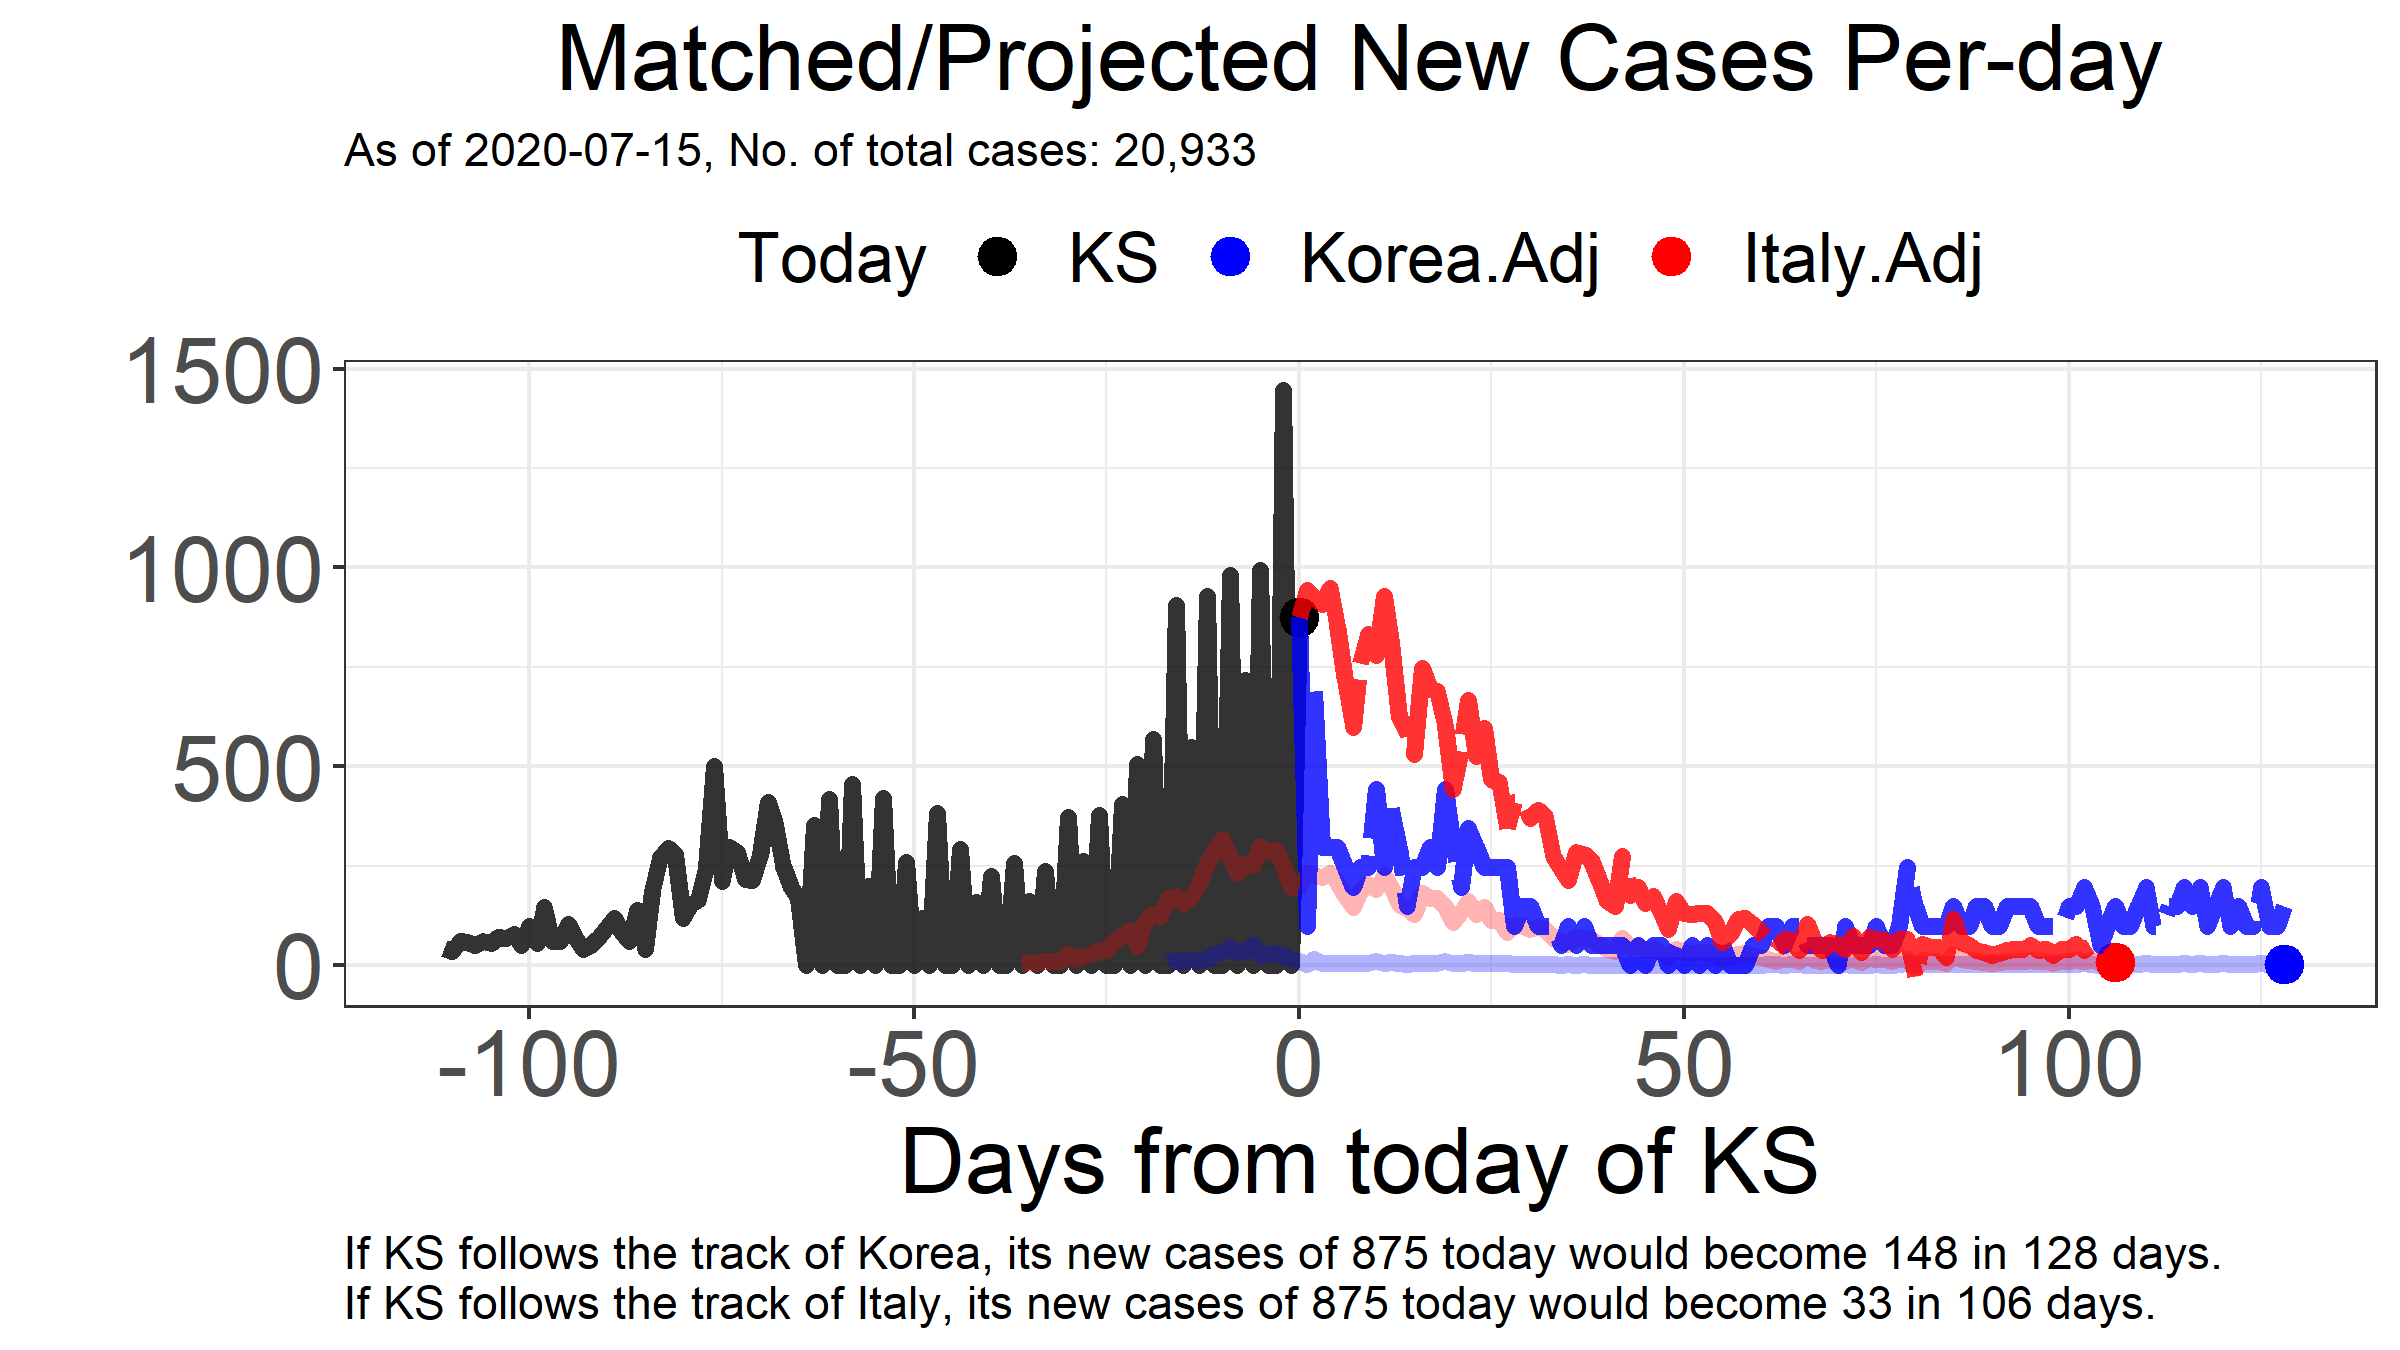 Matched/Projected New Cases Per-day
As of 2020-07-15, No. of total cases: 20,933
Today KS Korea.Adj Italy.Adj
1500
1000
500
0
-100 -50 0 50 100
Days from today of KS
If KS follows the track of Korea, its new cases of 875 today would become 148 in 128 days.
If KS follows the track of Italy, its new cases of 875 today would become 33 in 106 days.